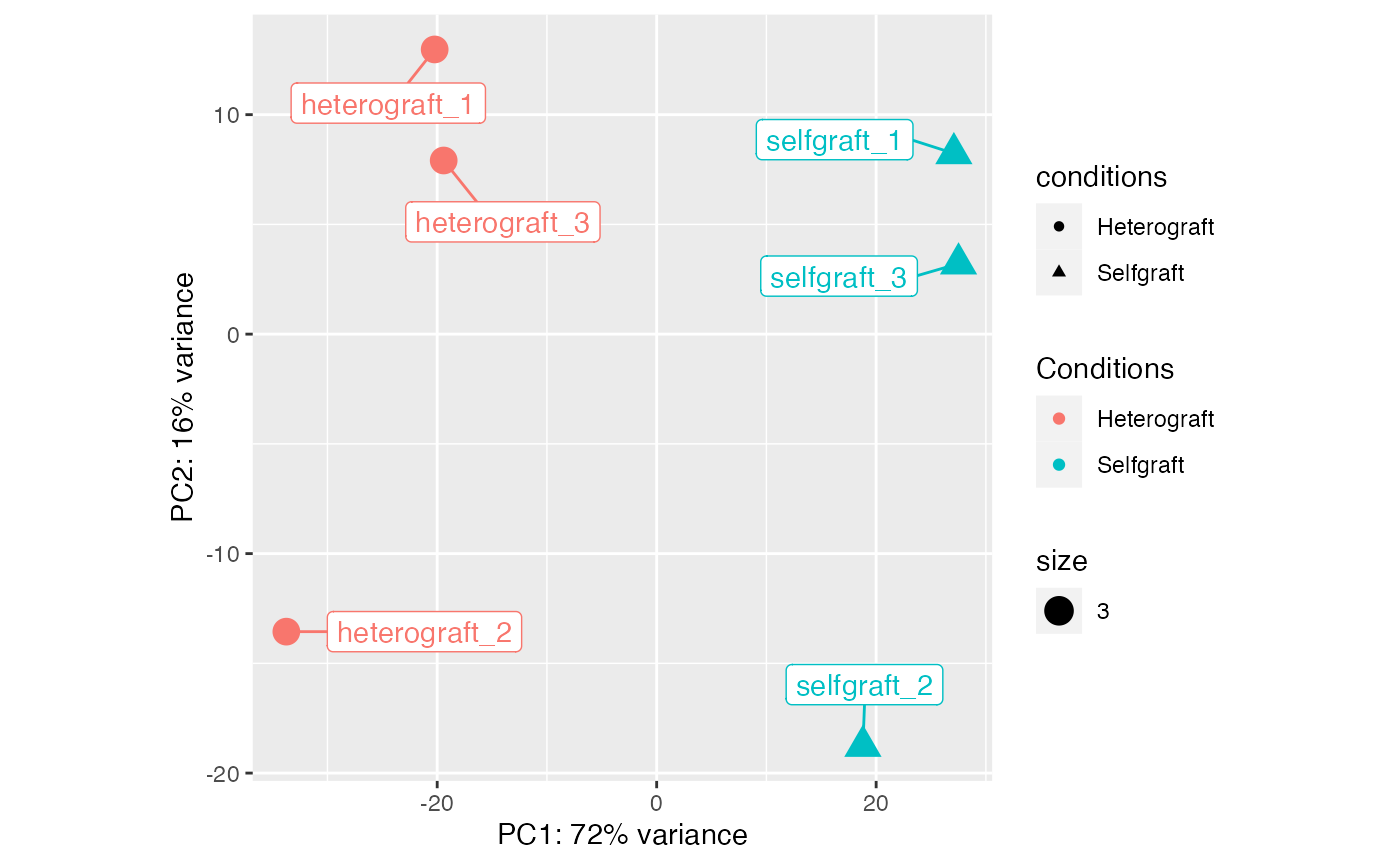 heterograft_1
selfgraft_1
heterograft_3
selfgraft_3
heterograft_2
selfgraft_2
10
0
-10
-20
-20
0
20
PC1: 72% variance
PC2: 16% variance
conditions
Heterograft
Selfgraft
Conditions
Heterograft
Selfgraft
size
3